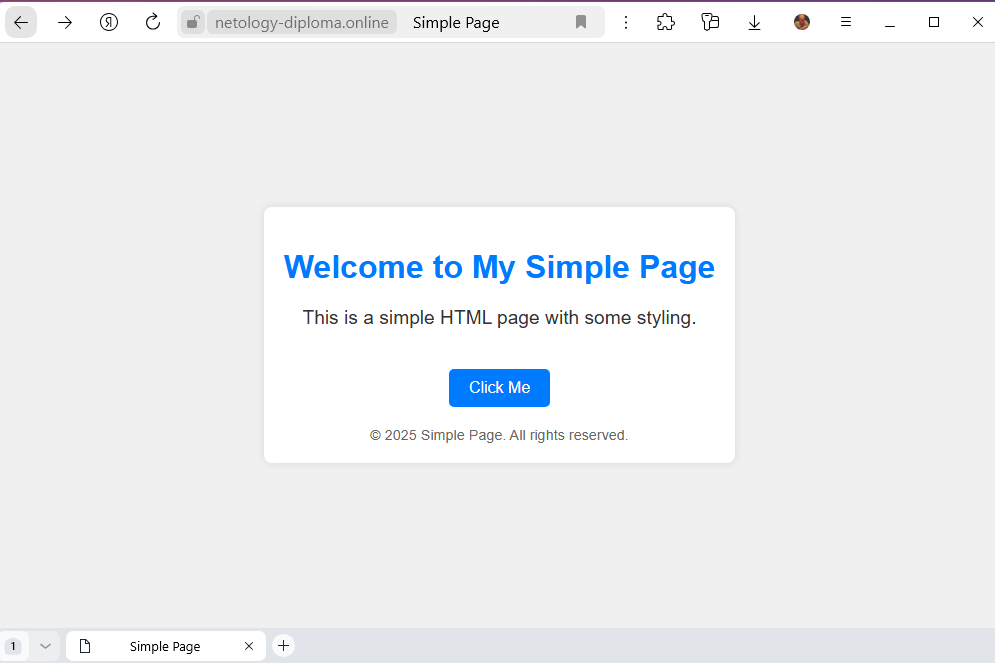 netology-diploma.online Simple Page
Welcome to My Simple Page
This is a simple HTML page with some styling.
Click Me
© 2025 Simple Page. All rights reserved.
1 Simple Page